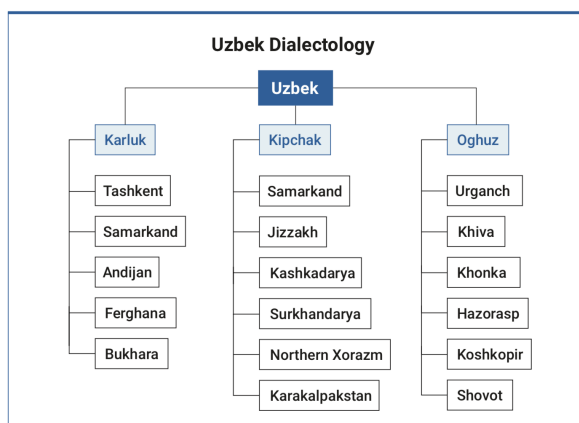 Uzbek Dialectology
Uzbek
Karluk
Tashkent
Samarkand
Andijan
Ferghana
Bukhara
Kipchak
Samarkand
Jizzakh
Kashkadarya
Surkhandarya
Northern Xorazm
Karakalpakstan
Oghuz
Urganch
Khiva
Khonka
Hazorasp
Koshkopir
Shovot